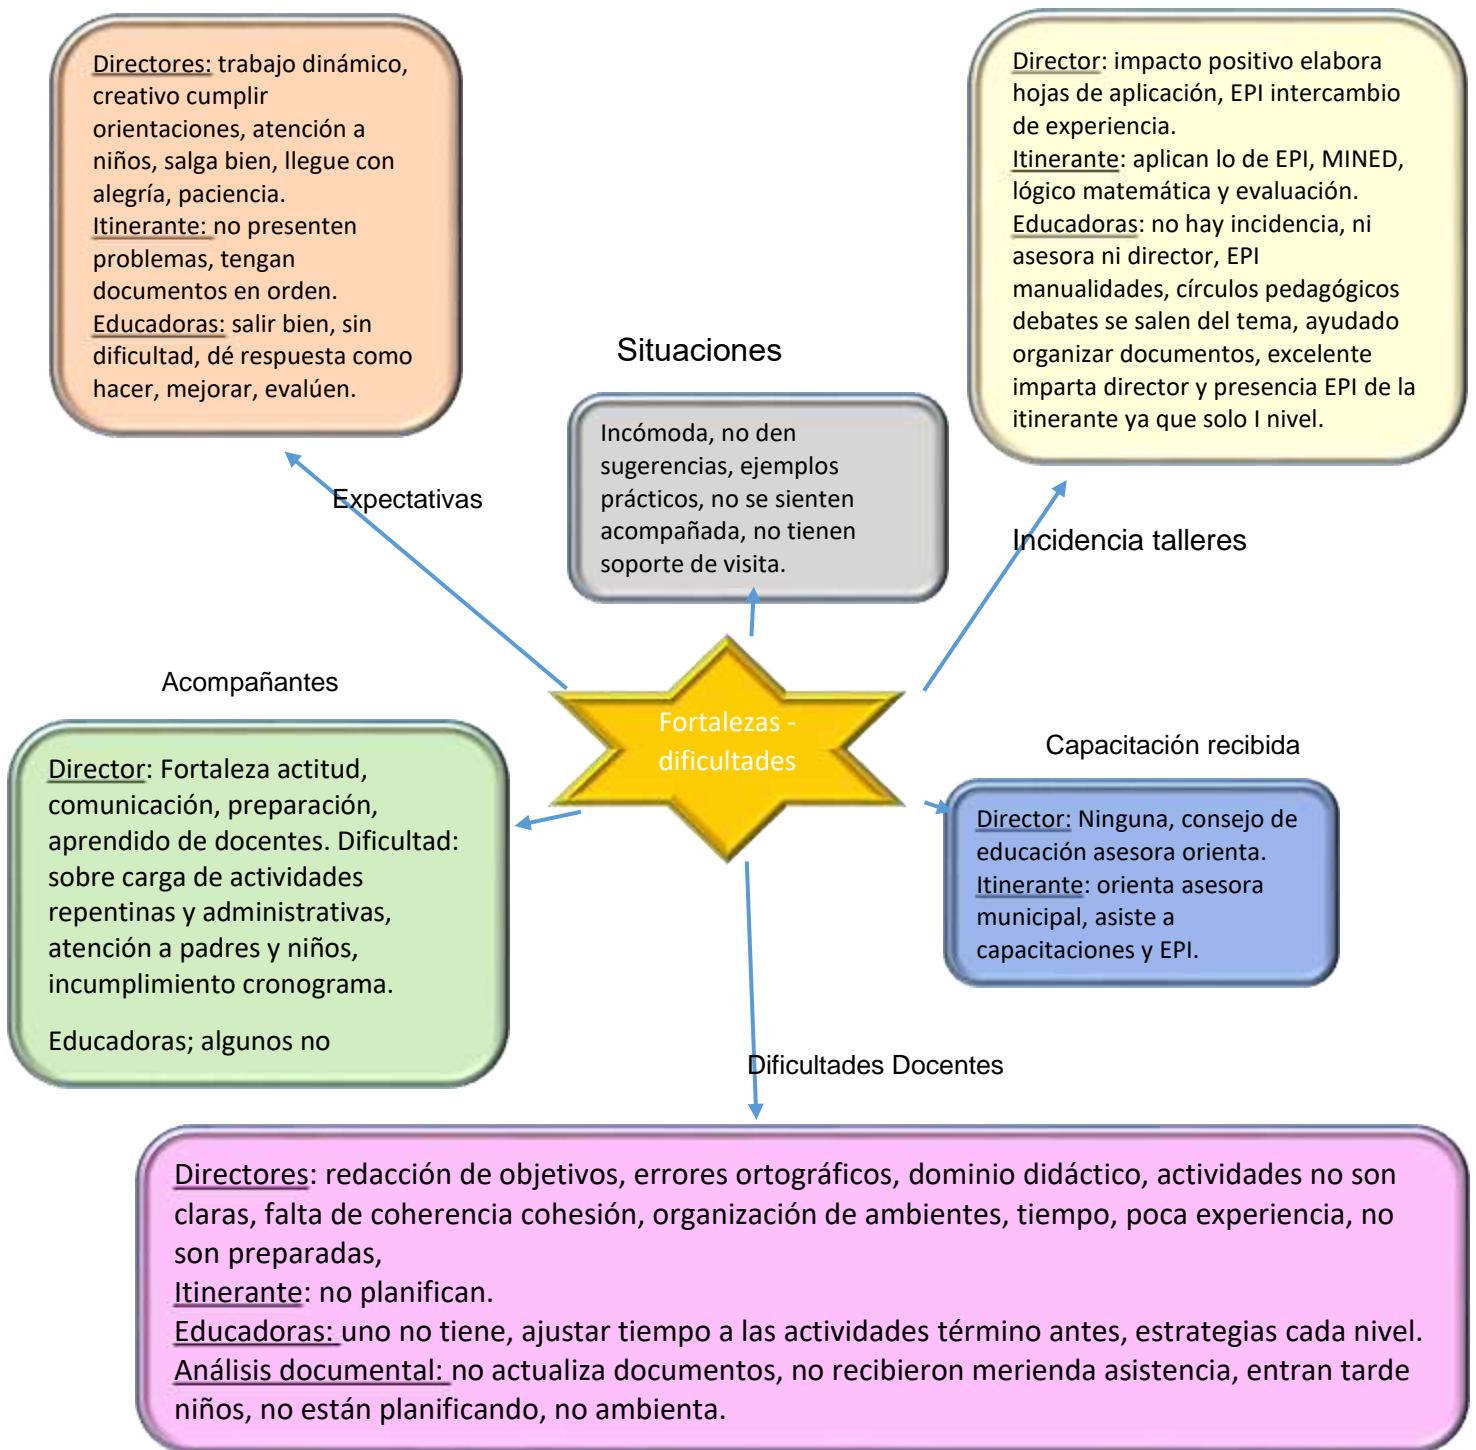 Directores: trabajo dinámico,
creativo cumplir
orientaciones, atención a
niños, salga bien, llegue con
alegría, paciencia.
Itinerante: no presenten
problemas, tengan
documentos en orden.
Educadoras: salir bien, sin
dificultad, dé respuesta como
hacer, mejorar, evalúen.
Expectativas
Situaciones
Incómoda, no den
sugerencias, ejemplos
prácticos, no se sienten
acompañada, no tienen
soporte de visita.
Director: impacto positivo elabora
hojas de aplicación, EPI intercambio
de experiencia.
Itinerante: aplican lo de EPI, MINED,
lógico matemática y evaluación.
Educadoras: no hay incidencia, ni
asesora ni director, EPI
manualidades, círculos pedagógicos
debates se salen del tema, ayudado
organizar documentos, excelente
imparta director y presencia EPI de la
itinerante ya que solo I nivel.
Incidencia talleres
Acompañantes
Director: Fortaleza actitud,
comunicación, preparación,
aprendido de docentes. Dificultad:
sobre carga de actividades
repentinas y administrativas,
atención a padres y niños,
incumplimiento cronograma.
Educadoras; algunos no
Fortalezas -
dificultades
Capacitación recibida
Director: Ninguna, consejo de
educación asesora orienta.
Itinerante: orienta asesora
municipal, asiste a
capacitaciones y EPI.
Dificultades Docentes
Directores: redacción de objetivos, errores ortográficos, dominio didáctico, actividades no son
claras, falta de coherencia cohesión, organización de ambientes, tiempo, poca experiencia, no
son preparadas,
Itinerante: no planifican.
Educadoras: uno no tiene, ajustar tiempo a las actividades término antes, estrategias cada nivel.
Análisis documental: no actualiza documentos, no recibieron merienda asistencia, entran tarde
niños, no están planificando, no ambienta.